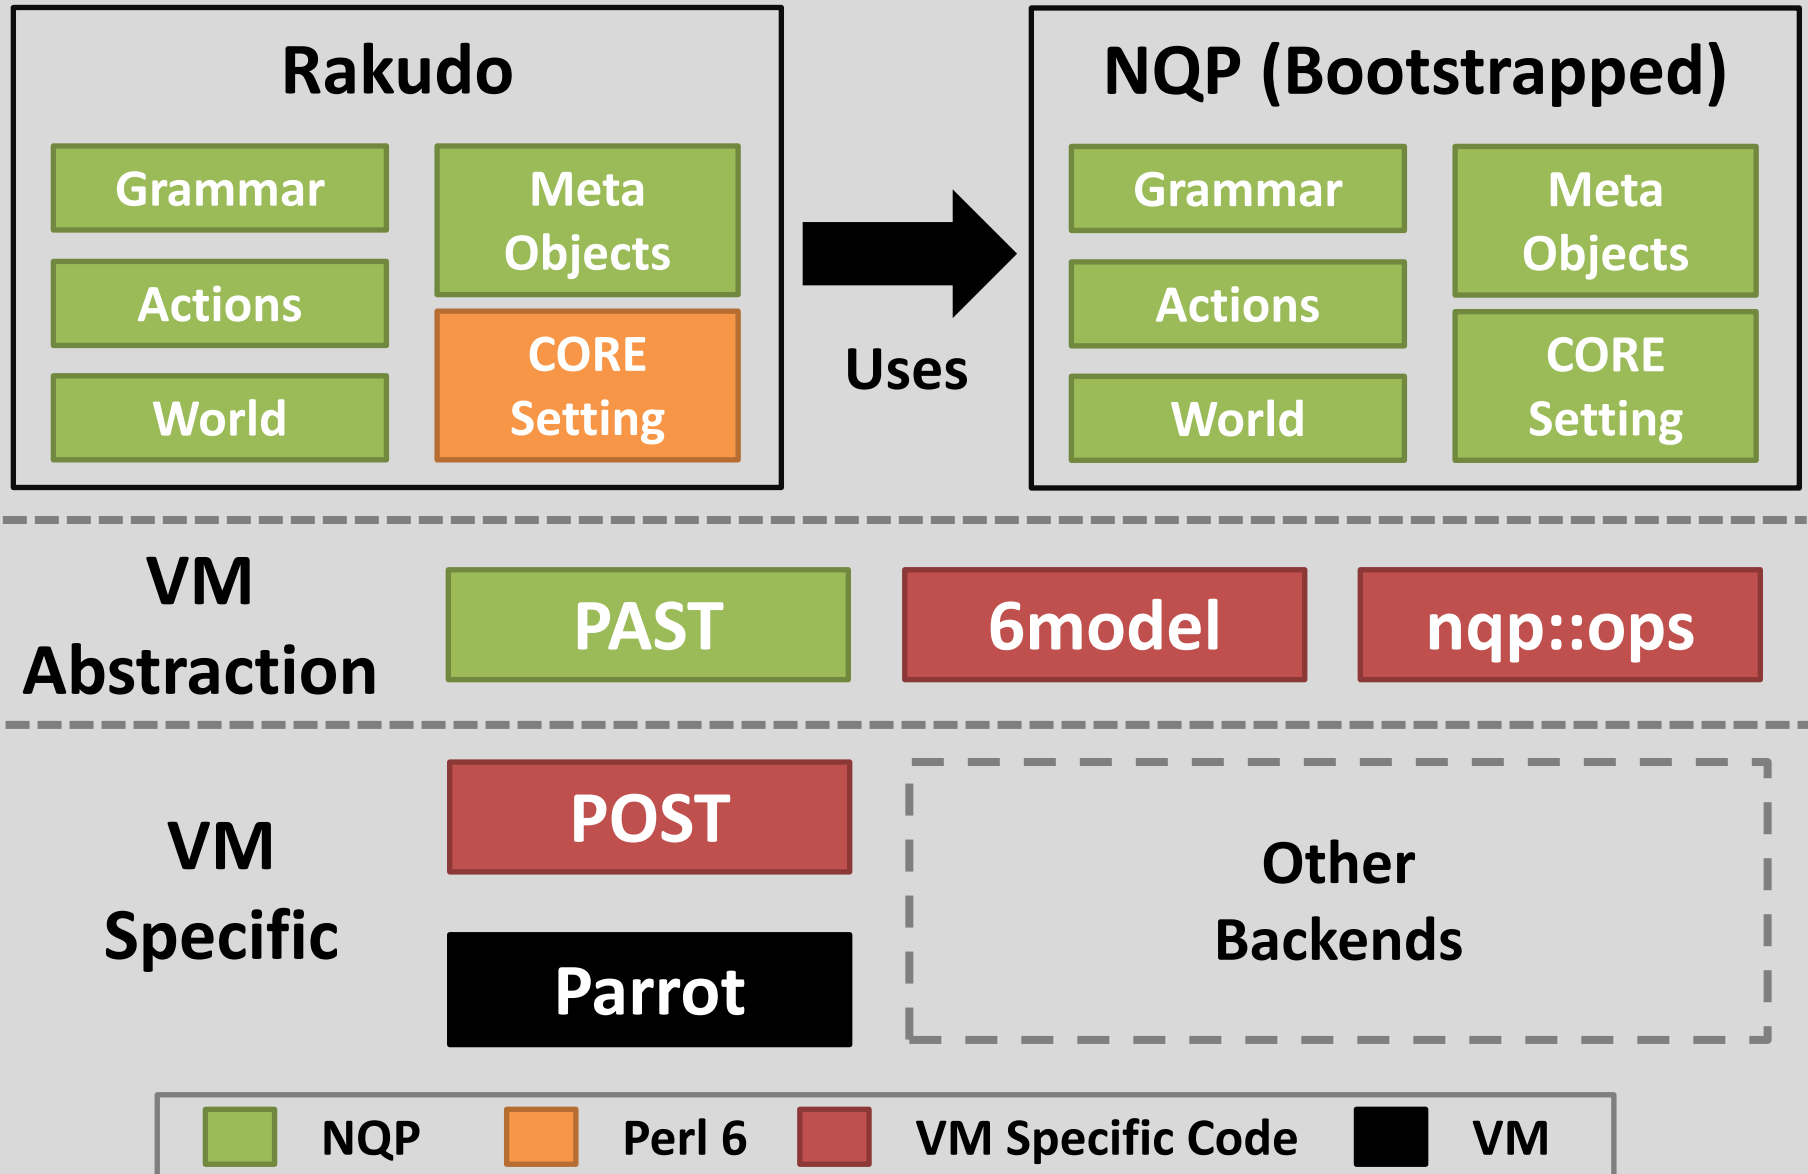 Rakudo
Grammar
Actions
World
Meta
Objects
CORE
Setting
Uses
NQP (Bootstrapped)
Grammar
Actions
World
Meta
Objects
CORE
Setting
VM
Abstraction
PAST
6model
nqp::ops
VM
Specific
POST
Parrot
Other
Backends
NQP
Perl 6
VM Specific Code
VM